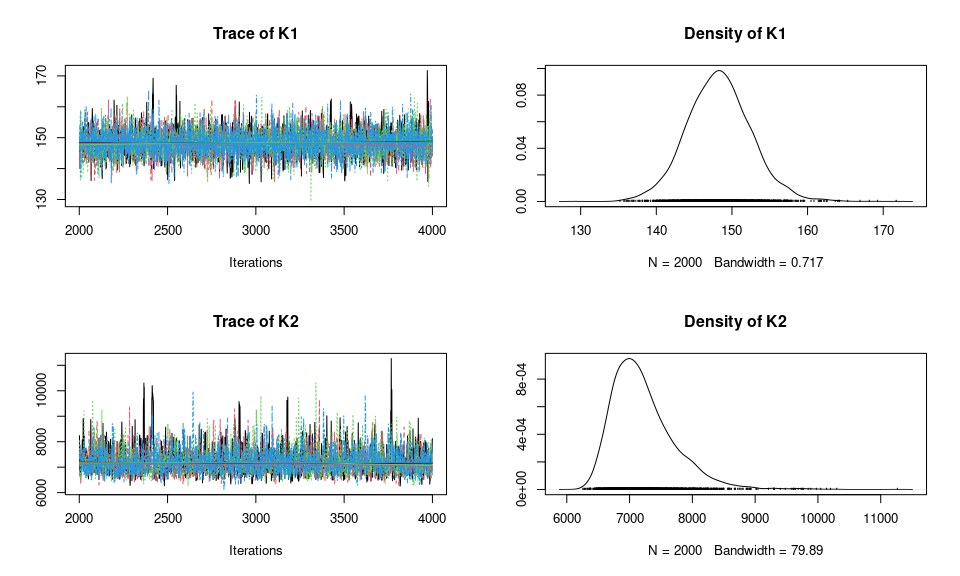 Trace of K1
170
150
130
2000 2500 3000 3500 4000
Iterations
Density of K1
0.08
0.04
0.00
130 140 150 160 170
N = 2000 Bandwidth = 0.717
Trace of K2
10000
8000
6000
2000 2500 3000 3500 4000
Iterations
Density of K2
8e-04
4e-04
0e+00
6000 7000 8000 9000 10000 11000
N = 2000 Bandwidth = 79.89